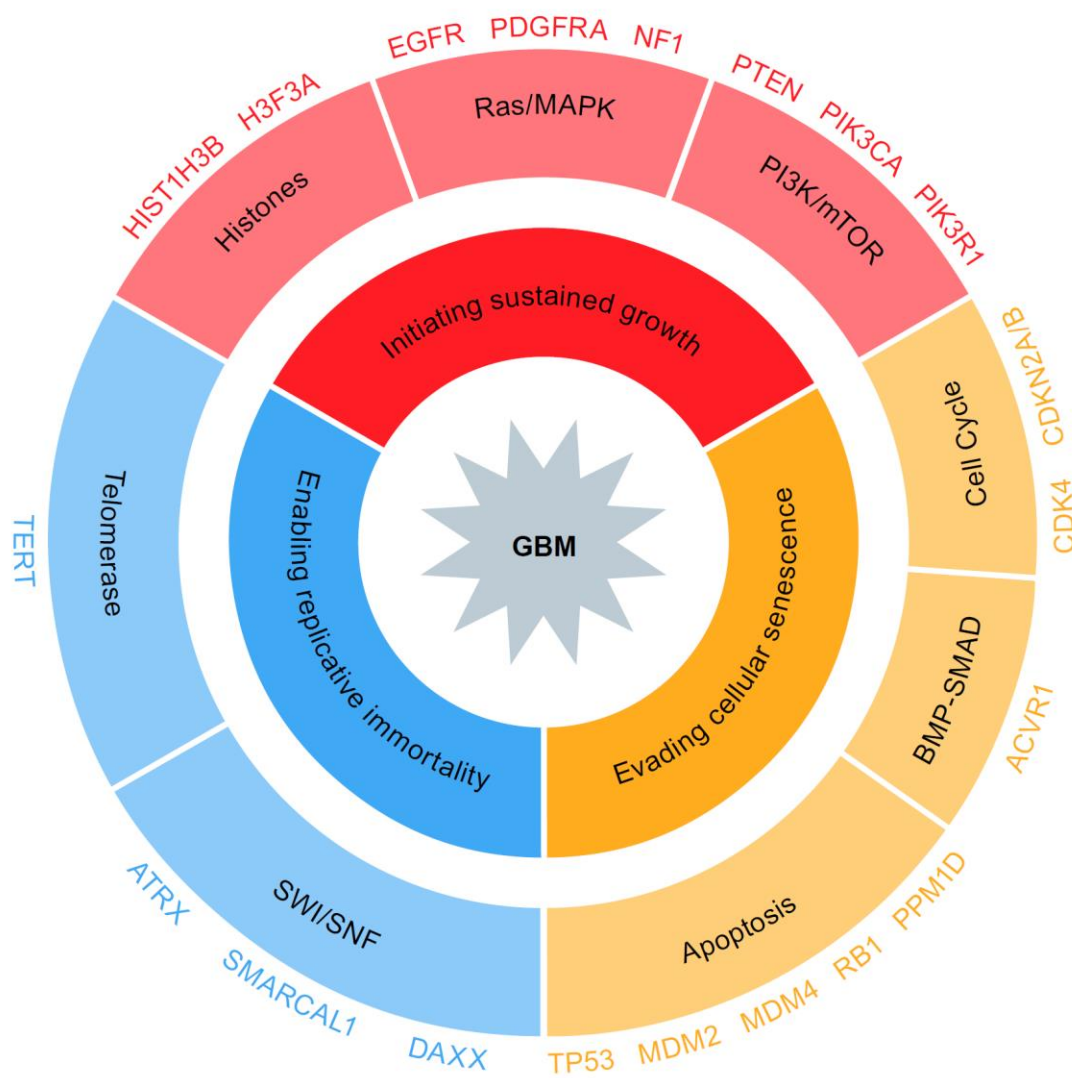 EGFR PDGFRA NF1
PTEN PIK3CA PIK3R1
HIST1H3B H3F3A
Ras/MAPK
Histones
PI3K/mTOR
Initiating sustained growth
CDKN2A/B
CDK4
Cell Cycle
Telomerase
TERT
Enabling replicative immortality
GBM
Evading cellular senescence
BMP-SMAD
ACVR1
SWI/SNF
ATRX
SMARCAL1
DAXX
Apoptosis
TP53 MDM2 MDM4 RB1 PPM1D